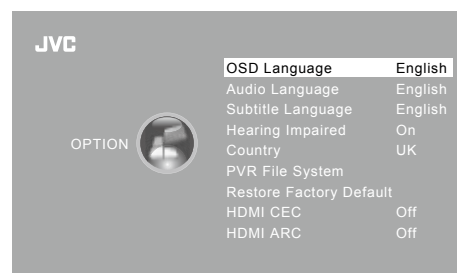 JVC
OPTION
OSD Language English
Audio Language English
Subtitle Language English
Hearing Impaired On
Country UK
PVR File System
Restore Factory Default
HDMI CEC Off
HDMI ARC Off